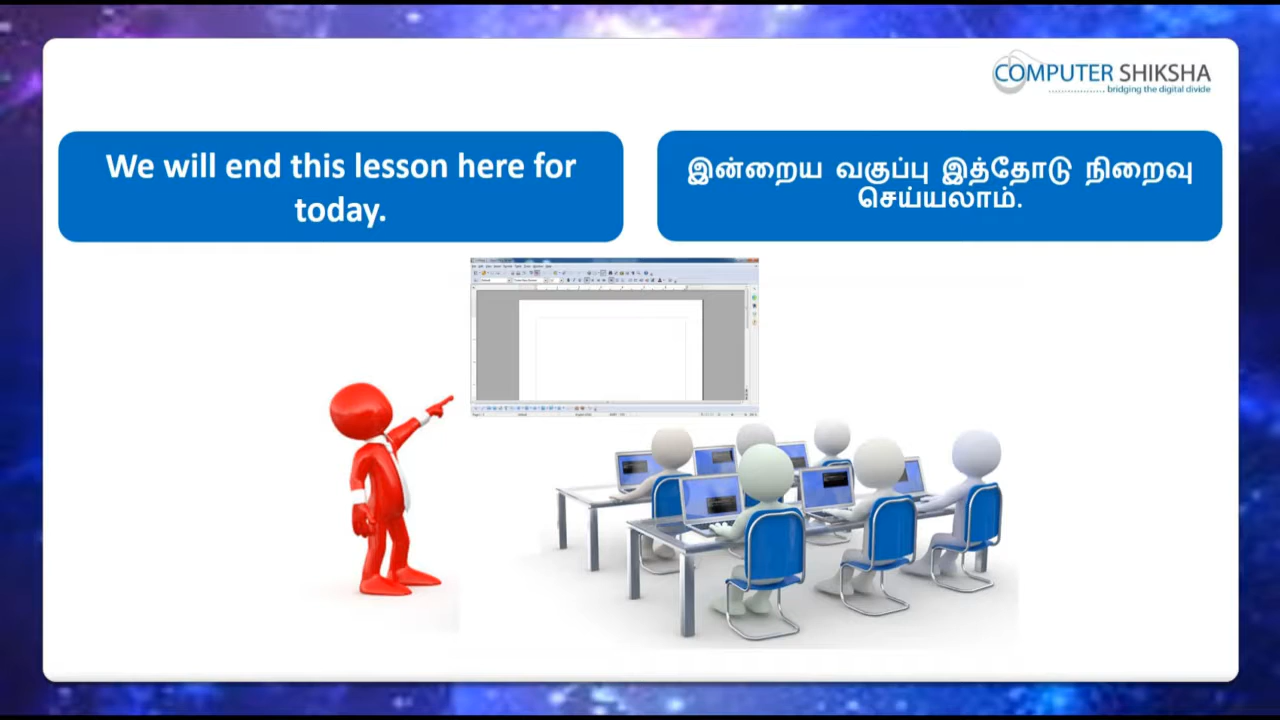 COMPUTER SHIKSHA
bridging the digital divide
We will end this lesson here for
today.
இன்றைய வகுப்பு இத்தோடு நிறைவு
செய்யலாம்.